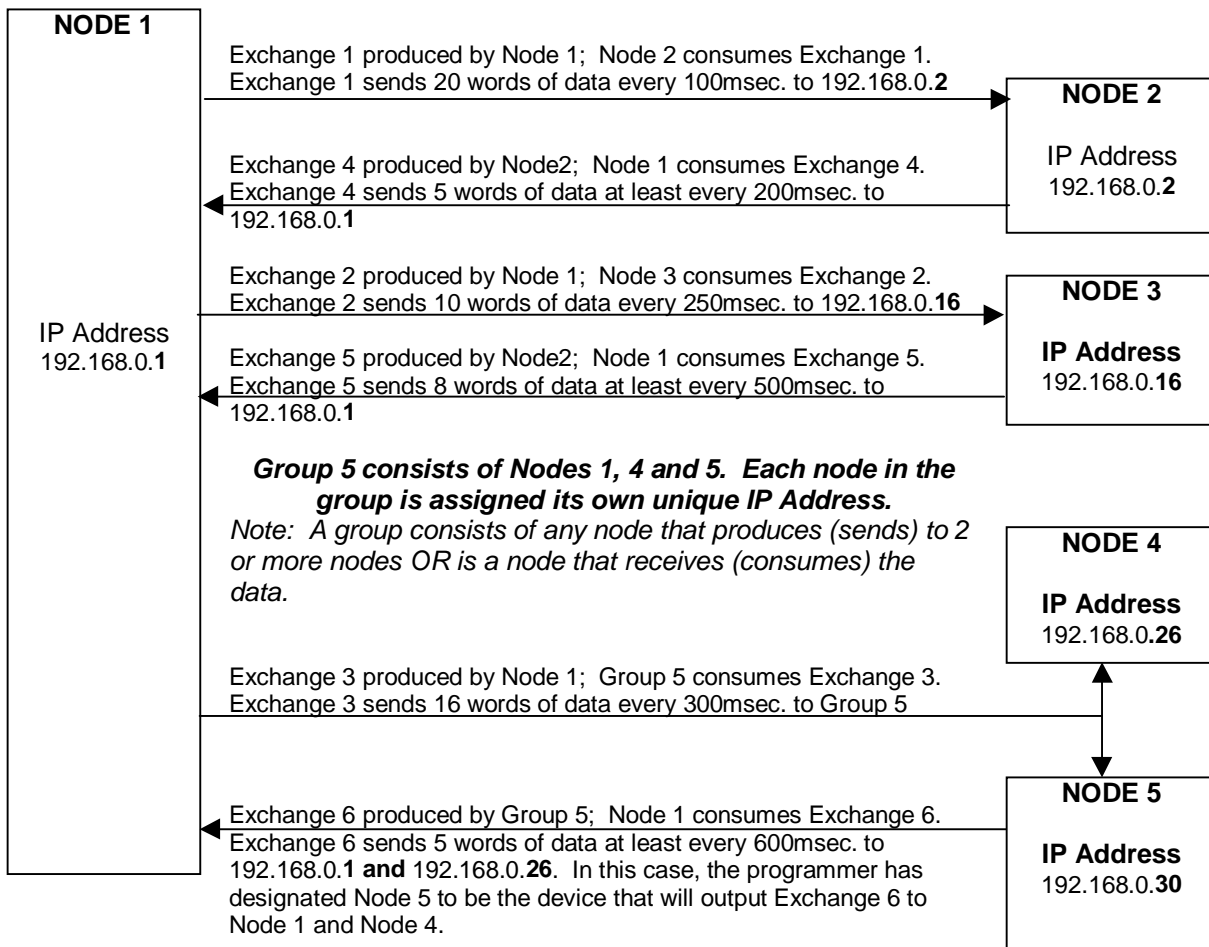 NODE 1
IP Address
192.168.0.1
Exchange 1 produced by Node 1;  Node 2 consumes Exchange 1.
Exchange 1 sends 20 words of data every 100msec. to 192.168.0.2
NODE 2
IP Address
192.168.0.2
Exchange 4 produced by Node2;  Node 1 consumes Exchange 4.
Exchange 4 sends 5 words of data at least every 200msec. to
192.168.0.1
Exchange 2 produced by Node 1;  Node 3 consumes Exchange 2.
Exchange 2 sends 10 words of data every 250msec. to 192.168.0.16
NODE 3
IP Address
192.168.0.16
Exchange 5 produced by Node2;  Node 1 consumes Exchange 5.
Exchange 5 sends 8 words of data at least every 500msec. to
192.168.0.1
Group 5 consists of Nodes 1, 4 and 5.  Each node in the
group is assigned its own unique IP Address.
Note:  A group consists of any node that produces (sends) to 2
or more nodes OR is a node that receives (consumes) the
data.
NODE 4
IP Address
192.168.0.26
Exchange 3 produced by Node 1;  Group 5 consumes Exchange 3.
Exchange 3 sends 16 words of data every 300msec. to Group 5
NODE 5
IP Address
192.168.0.30
Exchange 6 produced by Group 5;  Node 1 consumes Exchange 6.
Exchange 6 sends 5 words of data at least every 600msec. to
192.168.0.1 and 192.168.0.26.  In this case, the programmer has
designated Node 5 to be the device that will output Exchange 6 to
Node 1 and Node 4.